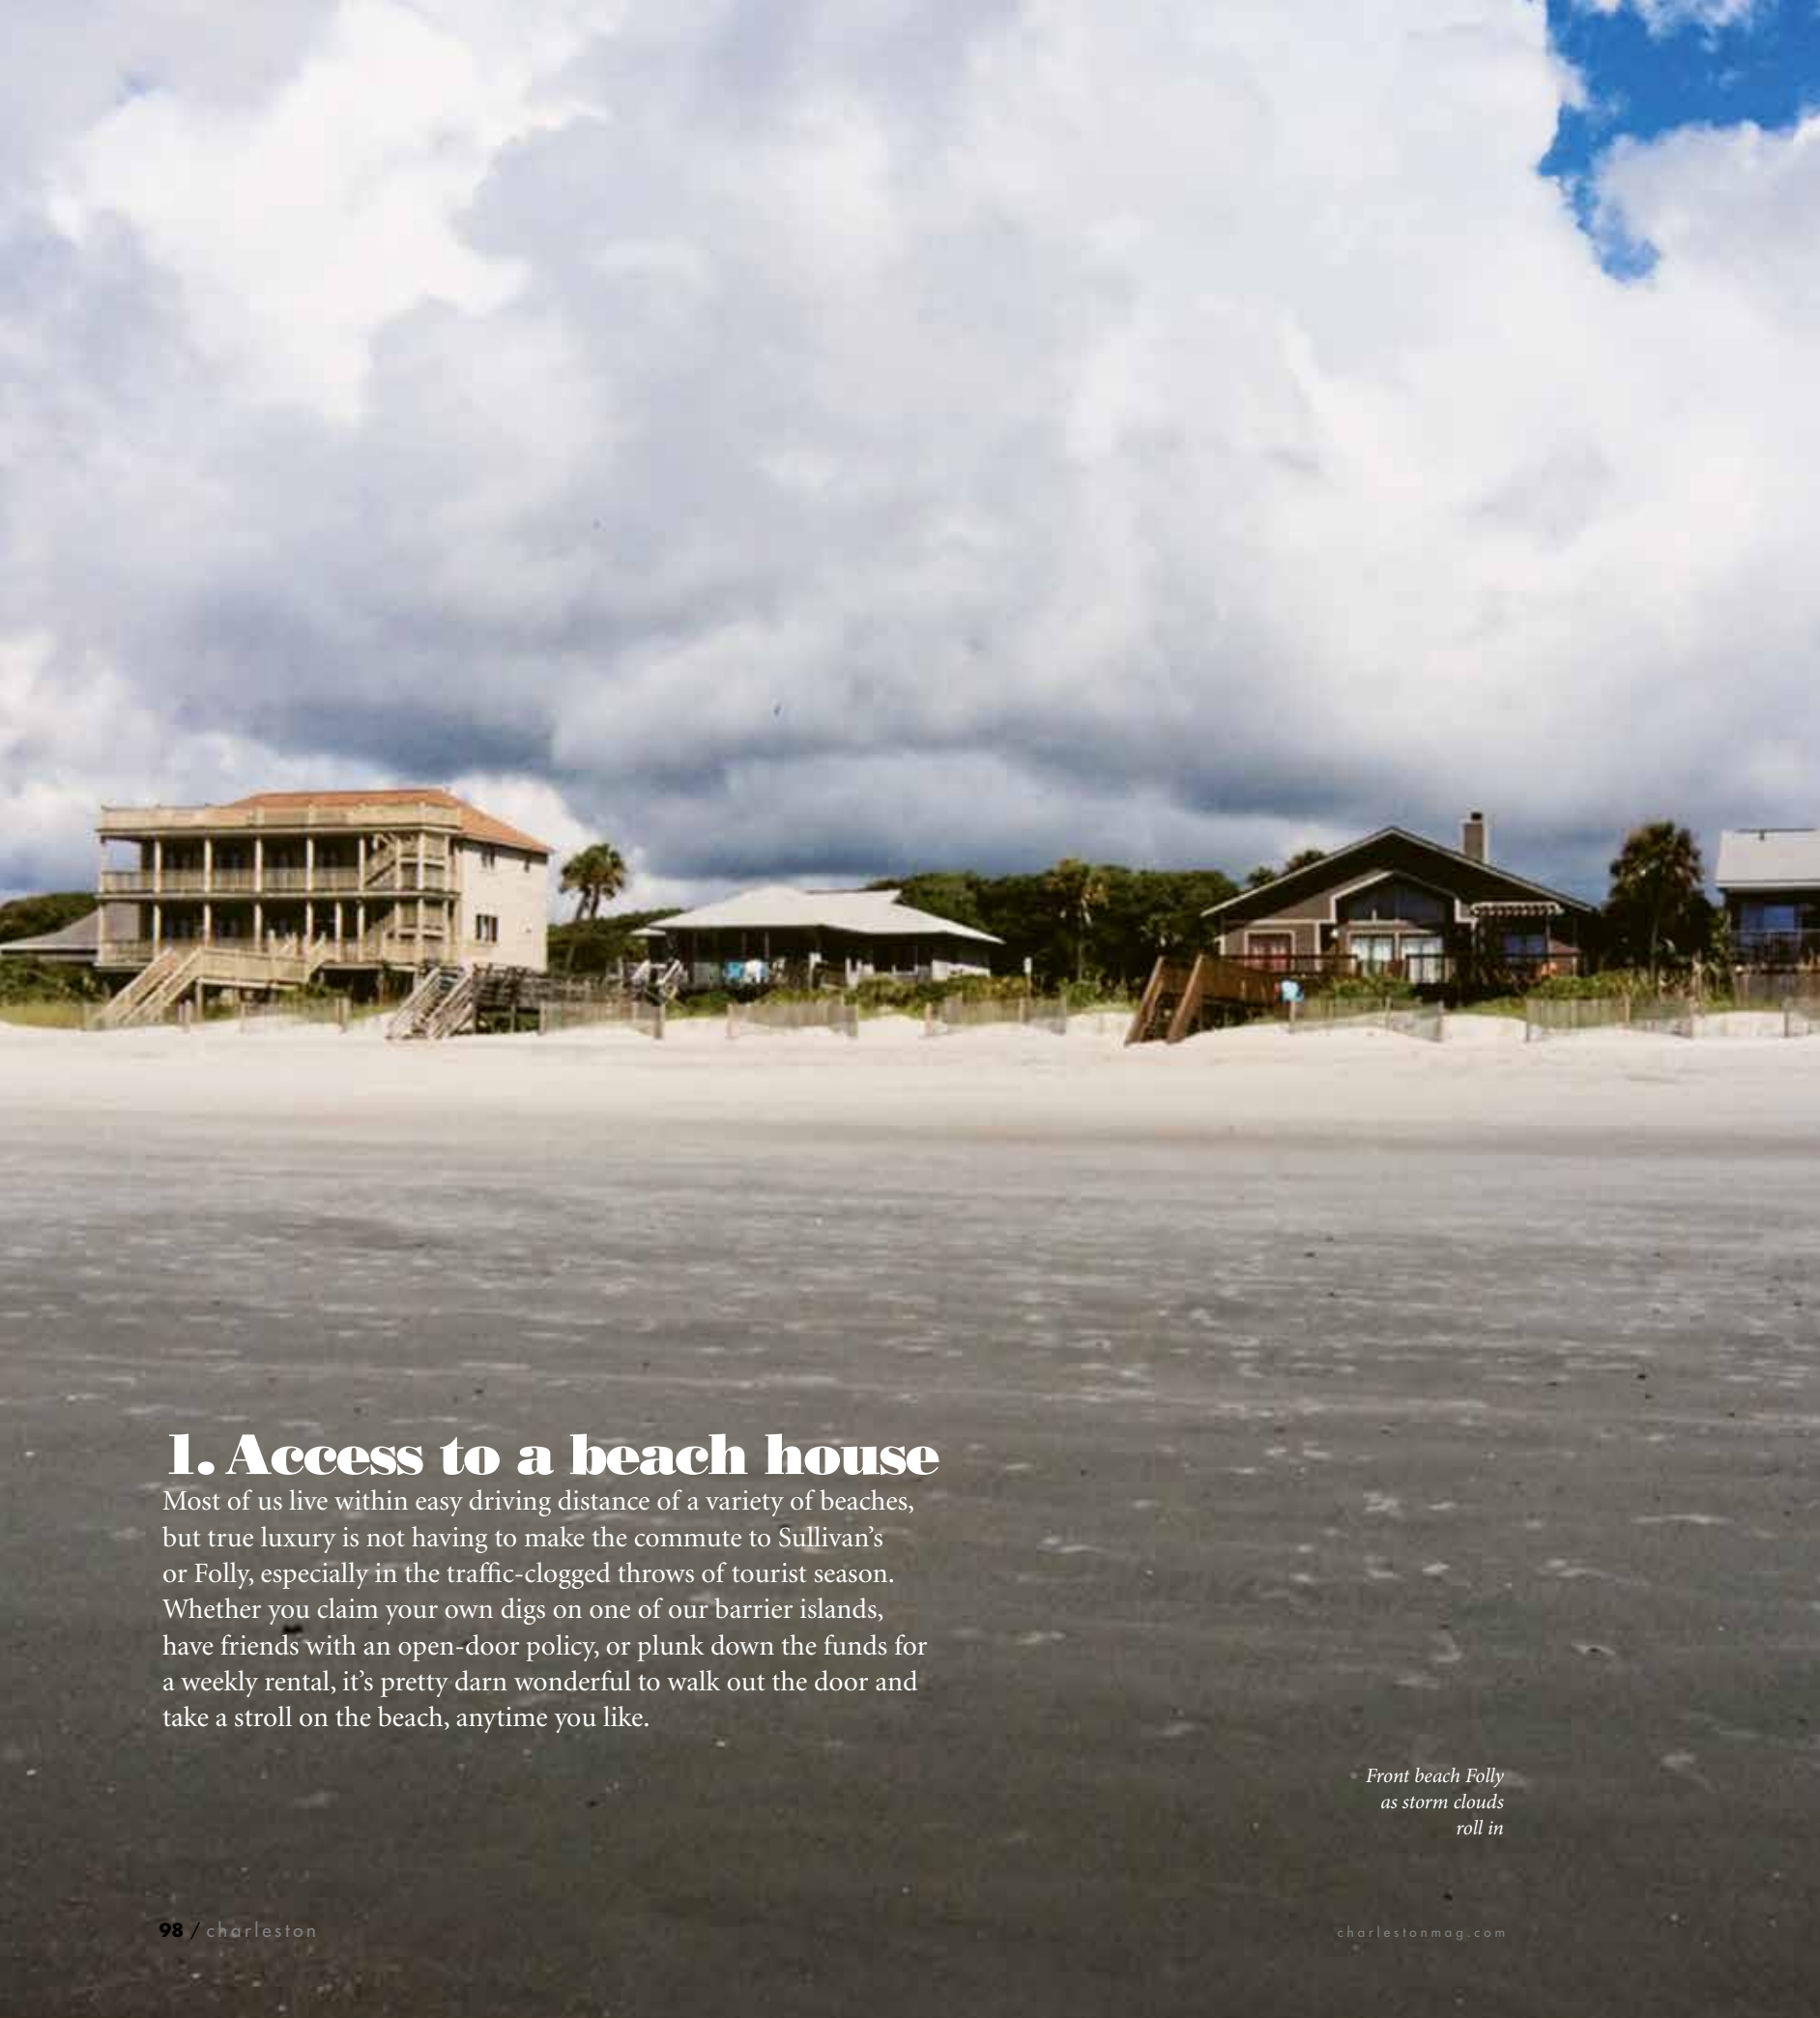 1. Access to a beach house
Most of us live within easy driving distance of a variety of beaches,
but true luxury is not having to make the commute to Sullivan’s
or Folly, especially in the traffic-clogged throws of tourist season.
Whether you claim your own digs on one of our barrier islands,
have friends with an open-door policy, or plunk down the funds for
a weekly rental, it’s pretty darn wonderful to walk out the door and
take a stroll on the beach, anytime you like.
Front beach Folly
as storm clouds
roll in
98 / charleston
charlestonmag.com